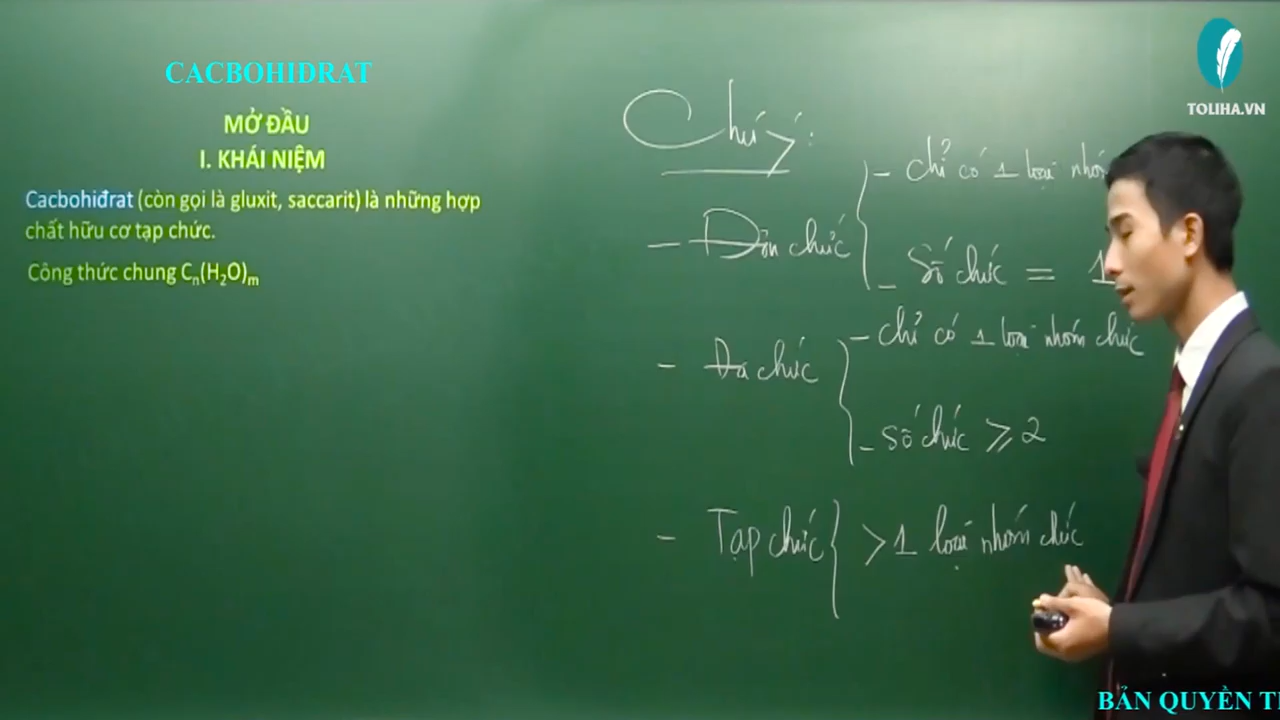 CACBOHIĐRAT
MỞ ĐẦU
I. KHÁI NIỆM
Cacbohiđrat (còn gọi là gluxit, saccarit) là những hợp
chất hữu cơ tạp chức.
Công thức chung Cn(H2O)m
Chú ý:
- chỉ có 1 loại nhóm
- Đơn chức
- Số chức = 1
- chỉ có 1 loại nhóm chức
- Đa chức
- số chức ⩾ 2
- Tạp chức { > 1 loại nhóm chức
TOLIHA.VN
BẢN QUYỀN